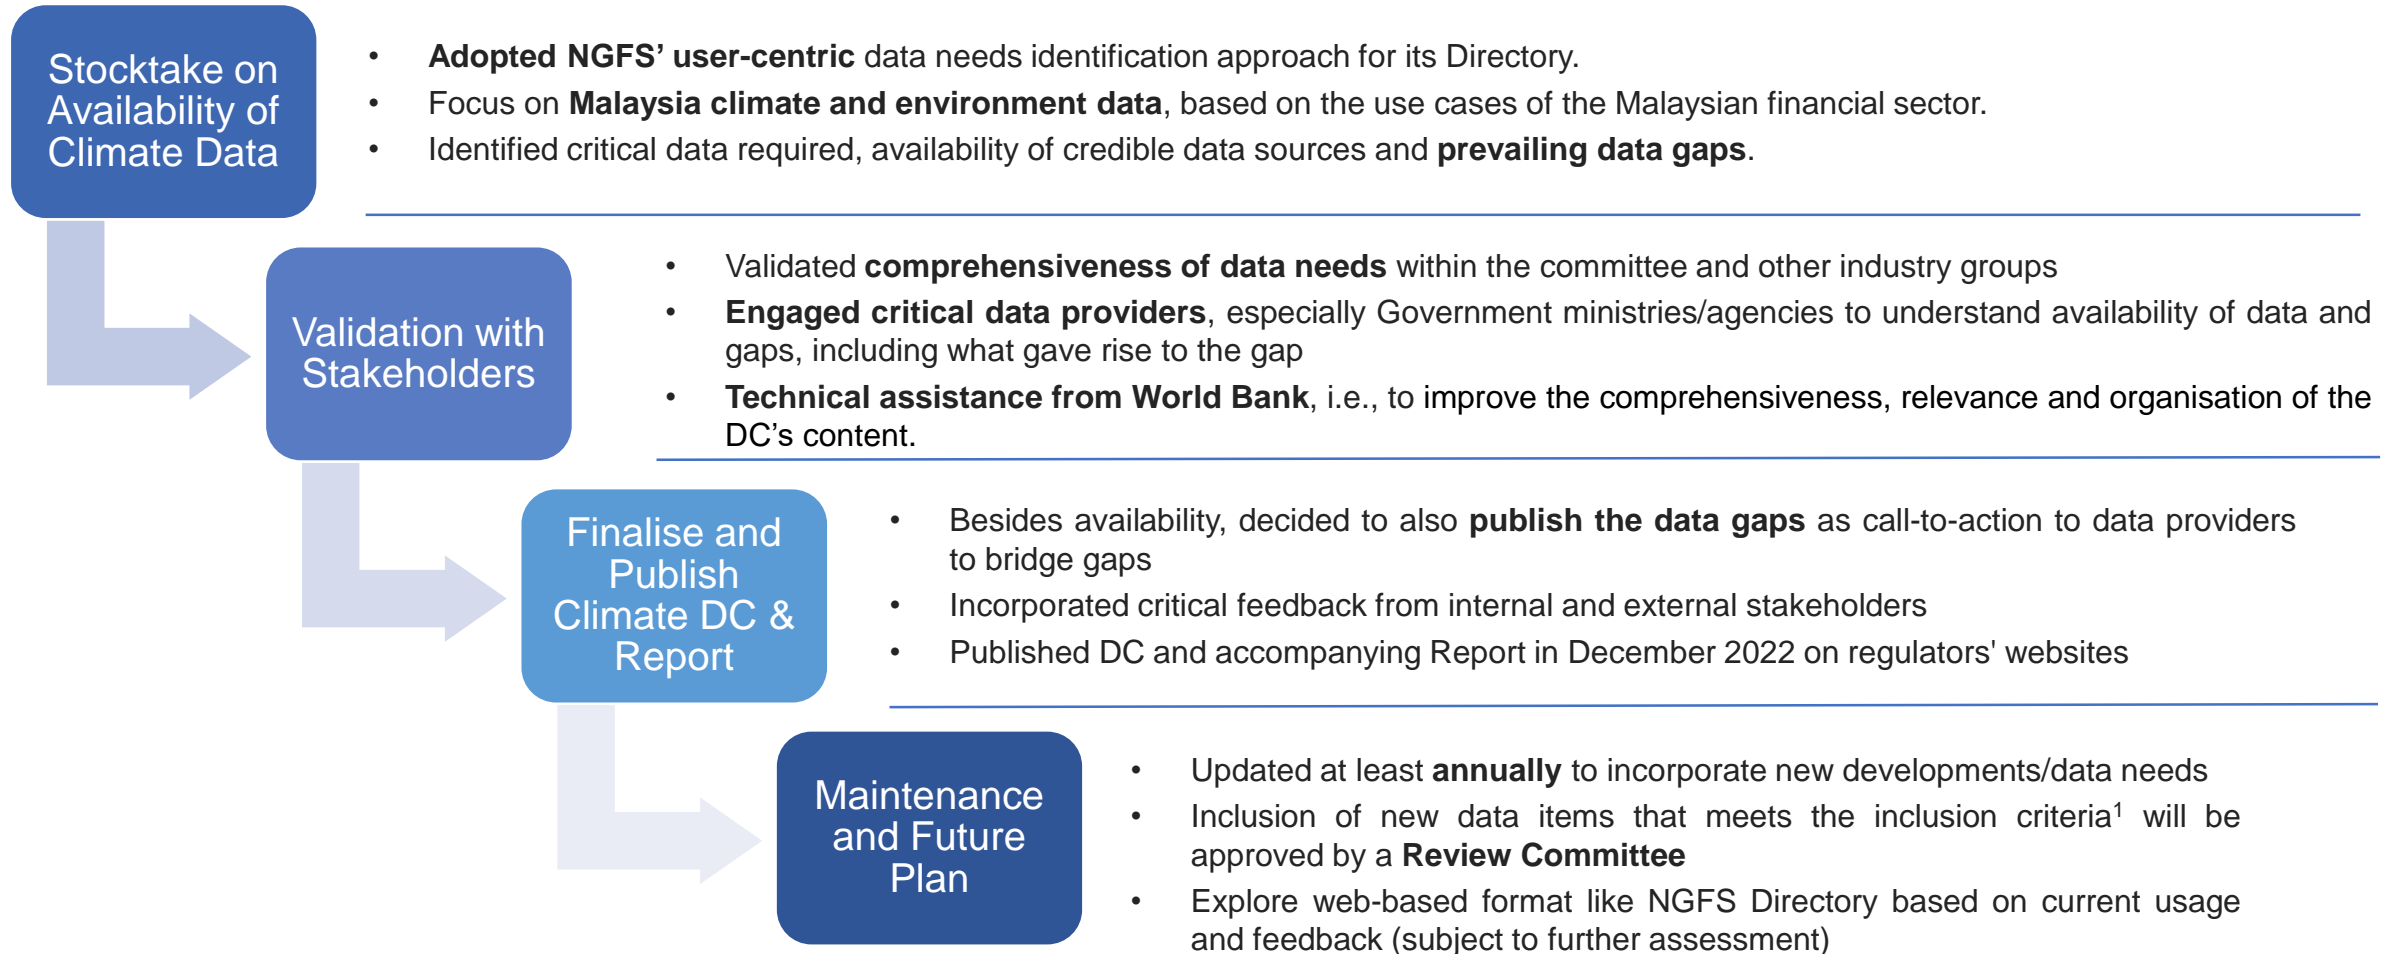 Stocktake on
Availability of
Climate Data
• Adopted NGFS’ user-centric data needs identification approach for its Directory.
• Focus on Malaysia climate and environment data, based on the use cases of the Malaysian financial sector.
• Identified critical data required, availability of credible data sources and prevailing data gaps.
Validation with
Stakeholders
• Validated comprehensiveness of data needs within the committee and other industry groups
• Engaged critical data providers, especially Government ministries/agencies to understand availability of data and
gaps, including what gave rise to the gap
• Technical assistance from World Bank, i.e., to improve the comprehensiveness, relevance and organisation of the
DC’s content.
Finalise and
Publish
Climate DC &
Report
• Besides availability, decided to also publish the data gaps as call-to-action to data providers
to bridge gaps
• Incorporated critical feedback from internal and external stakeholders
• Published DC and accompanying Report in December 2022 on regulators' websites
Maintenance
and Future
Plan
• Updated at least annually to incorporate new developments/data needs
• Inclusion of new data items that meets the inclusion criteria¹ will be
approved by a Review Committee
• Explore web-based format like NGFS Directory based on current usage
and feedback (subject to further assessment)